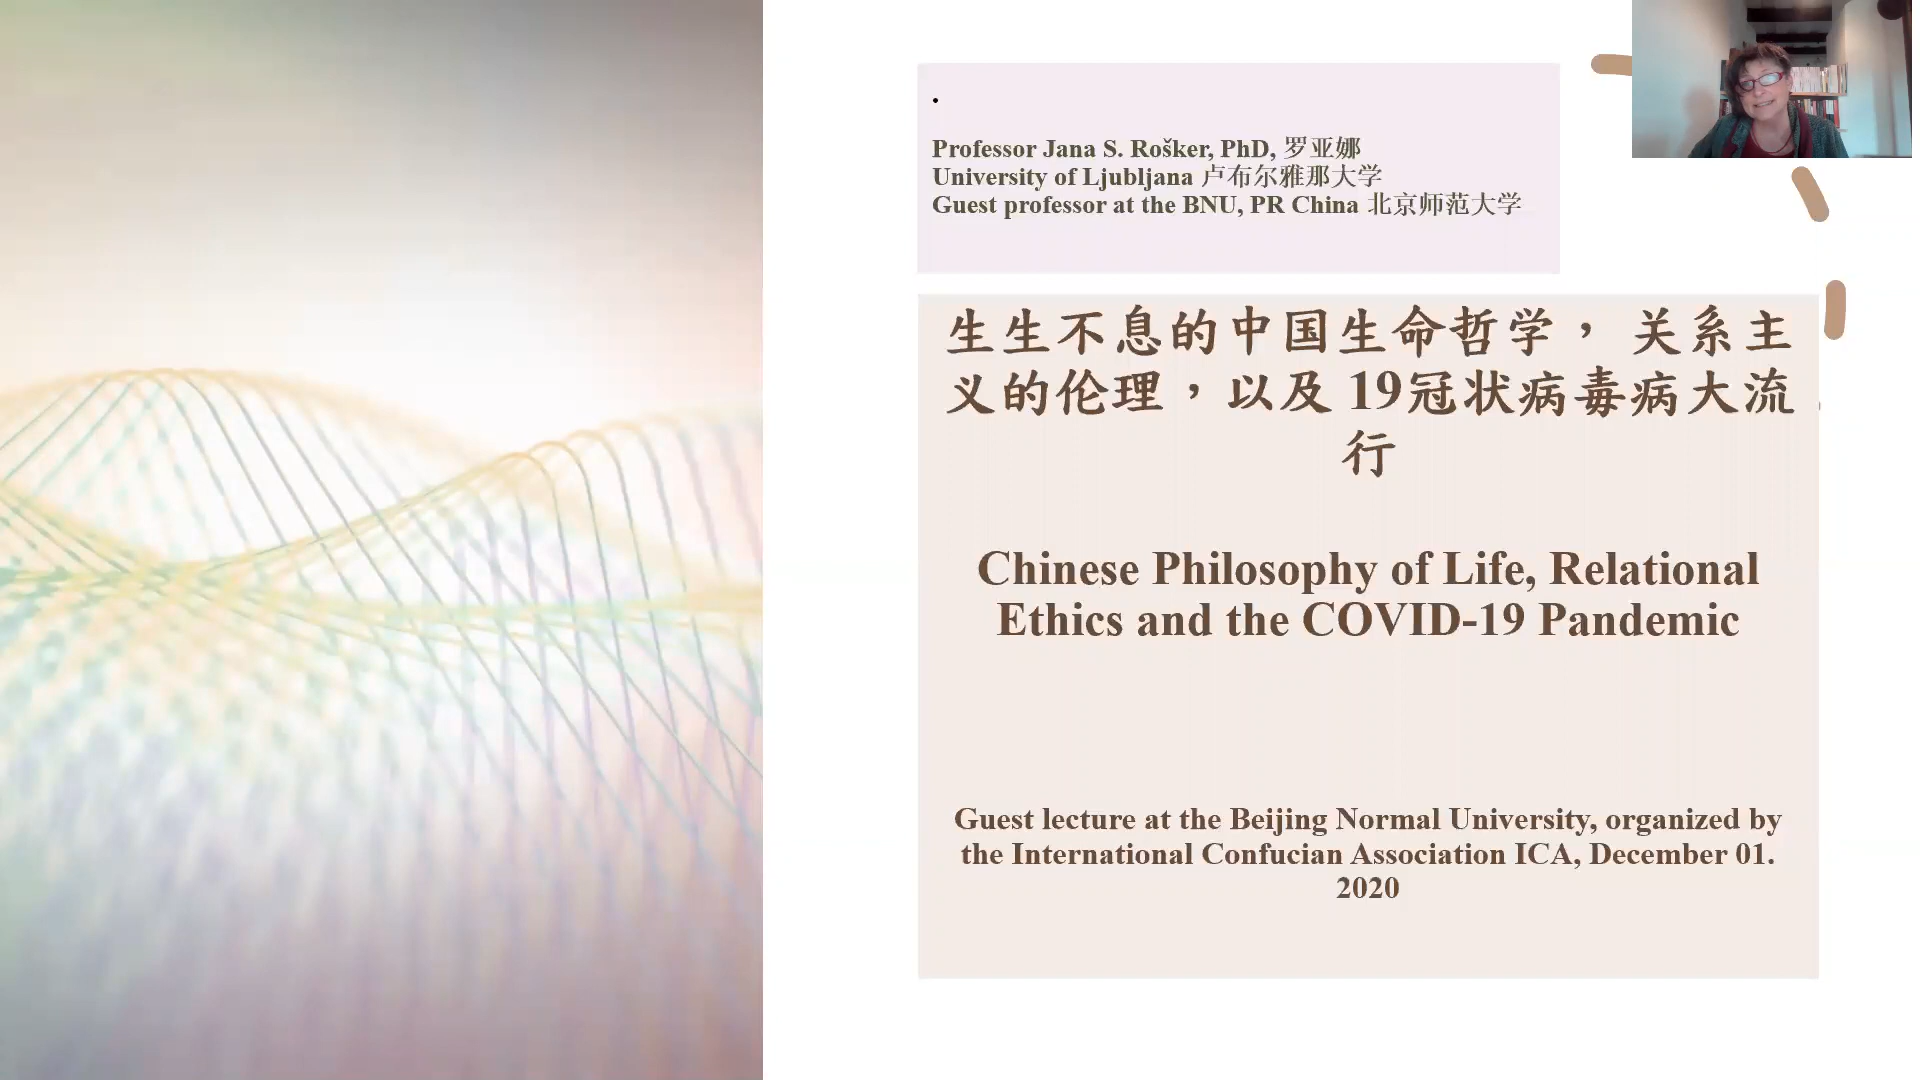 .
Professor Jana S. Rošker, PhD, 罗亚娜
University of Ljubljana 卢布尔雅那大学
Guest professor at the BNU, PR China 北京师范大学
生生不息的中国生命哲学， 关系主
义的伦理，以及 19冠状病毒病大流
行
Chinese Philosophy of Life, Relational
Ethics and the COVID-19 Pandemic
Guest lecture at the Beijing Normal University, organized by
the International Confucian Association ICA, December 01.
2020